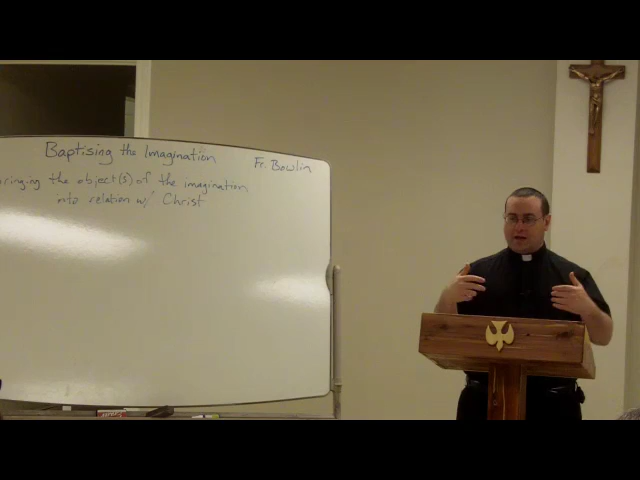 Baptising the Imagination
Fr. Bowlin
ringing the object(s) of the imagination
into relation w/ Christ